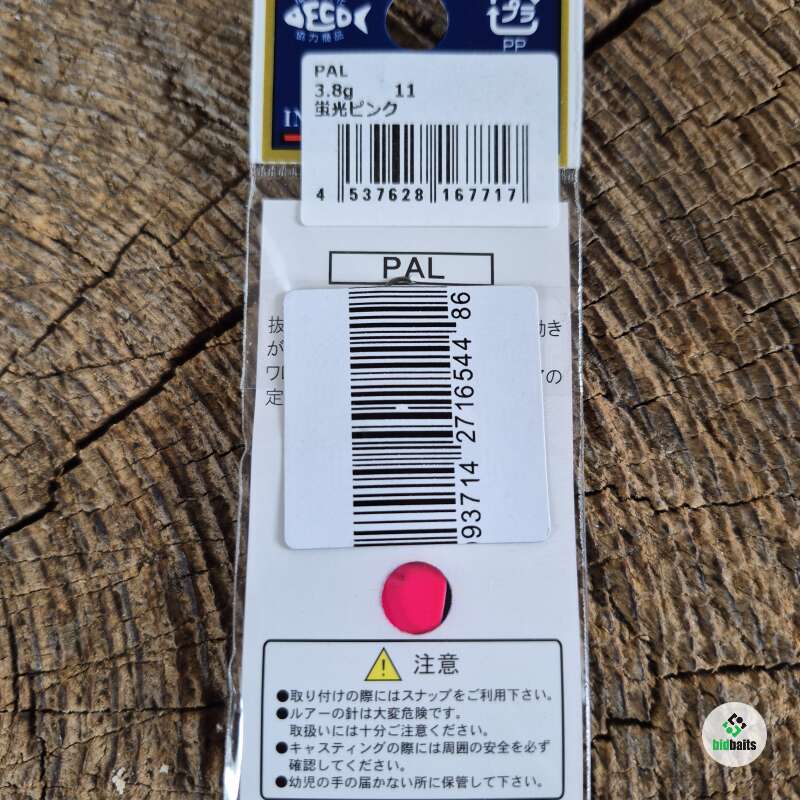 DECO
協力商品
プラ
PP
IN
PAL
3.8g 11
蛍光ピンク
4 537628 167717
PAL
抜 動き
が
ワ の
定
93714 2716544 86
注意
●取り付けの際にはスナップをご利用下さい。
●ルアーの針は大変危険です。
取扱いには十分ご注意ください。
●キャスティングの際には周囲の安全を必ず
確認してください。
●幼児の手の届かない所に保管して下さい。
bidbaits